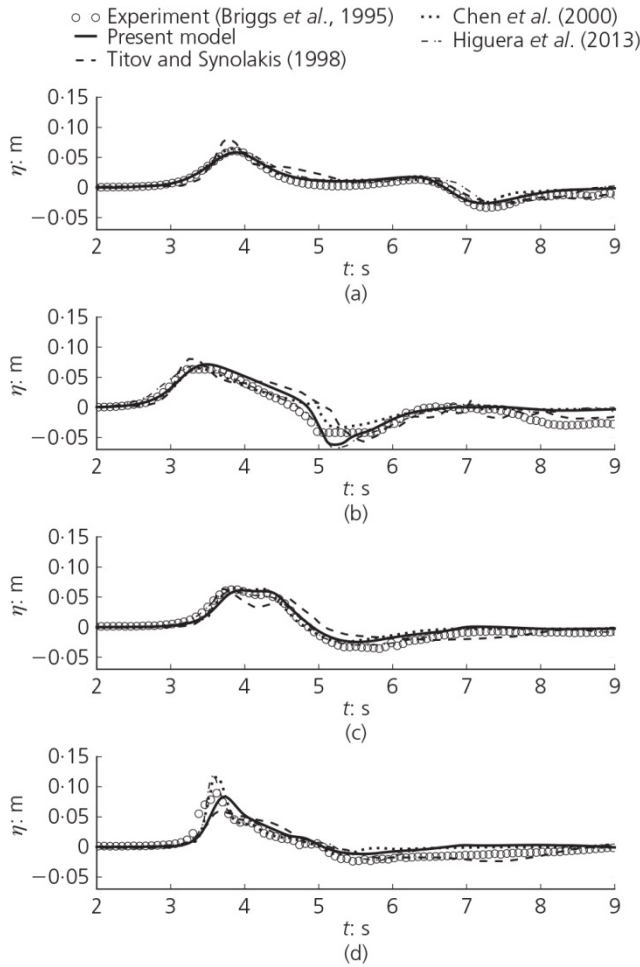 Experiment (Briggs et al., 1995)
Present model
Titov and Synolakis (1998)
Chen et al. (2000)
Higuera et al. (2013)
0·15
0·10
0·05
0
−0·05
η: m
2 3 4 5 6 7 8 9
t: s
(a)
0·15
0·10
0·05
0
−0·05
η: m
2 3 4 5 6 7 8 9
t: s
(b)
0·15
0·10
0·05
0
−0·05
η: m
2 3 4 5 6 7 8 9
t: s
(c)
0·15
0·10
0·05
0
−0·05
η: m
2 3 4 5 6 7 8 9
t: s
(d)